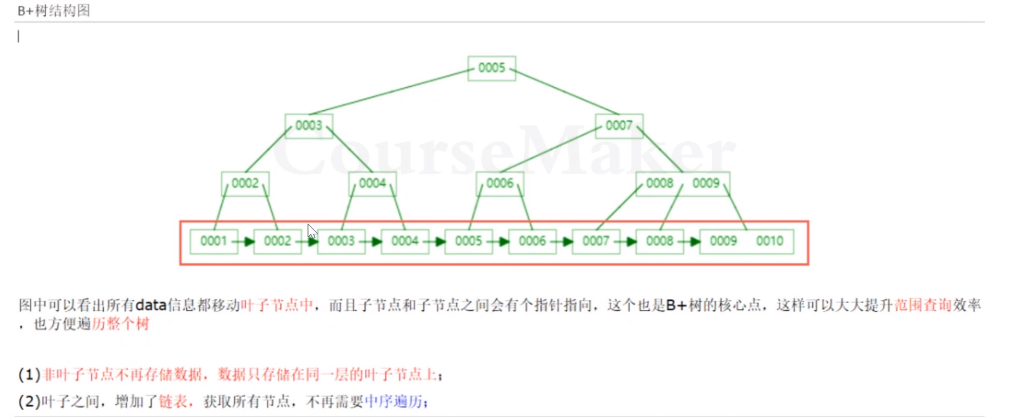 B+树结构图
0005
0003 0007
0002 0004 0006 0008 0009
0001 0002 0003 0004 0005 0006 0007 0008 0009 0010
CourseMaker
图中可以看出所有data信息都移动叶子节点中，而且子节点和子节点之间会有个指针指向，这个也是B+树的核心点，这样可以大大提升范围查询效率
，也方便遍历整个树
(1)非叶子节点不再存储数据，数据只存储在同一层的叶子节点上；
(2)叶子之间，增加了链表，获取所有节点，不再需要中序遍历；